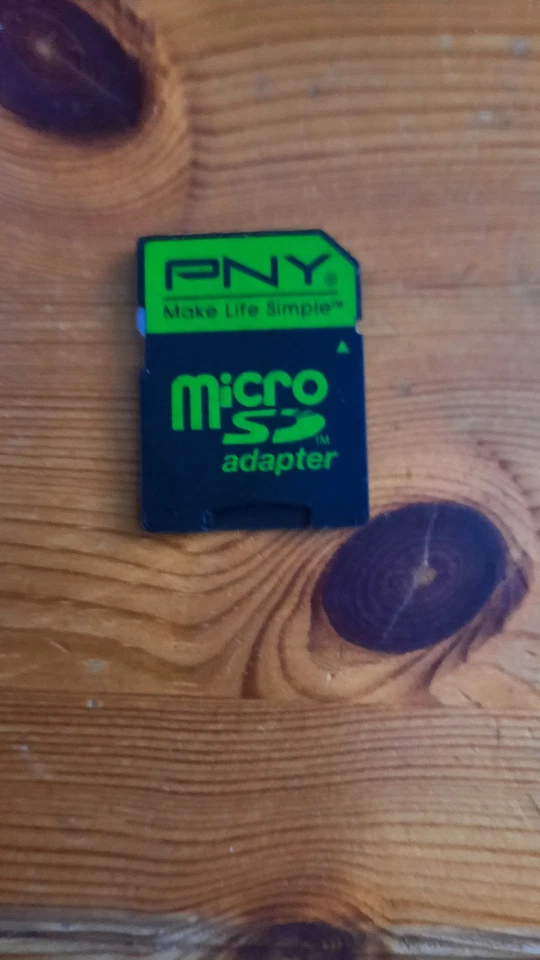 PNY®
Make Life Simple™
micro
SD™
adapter